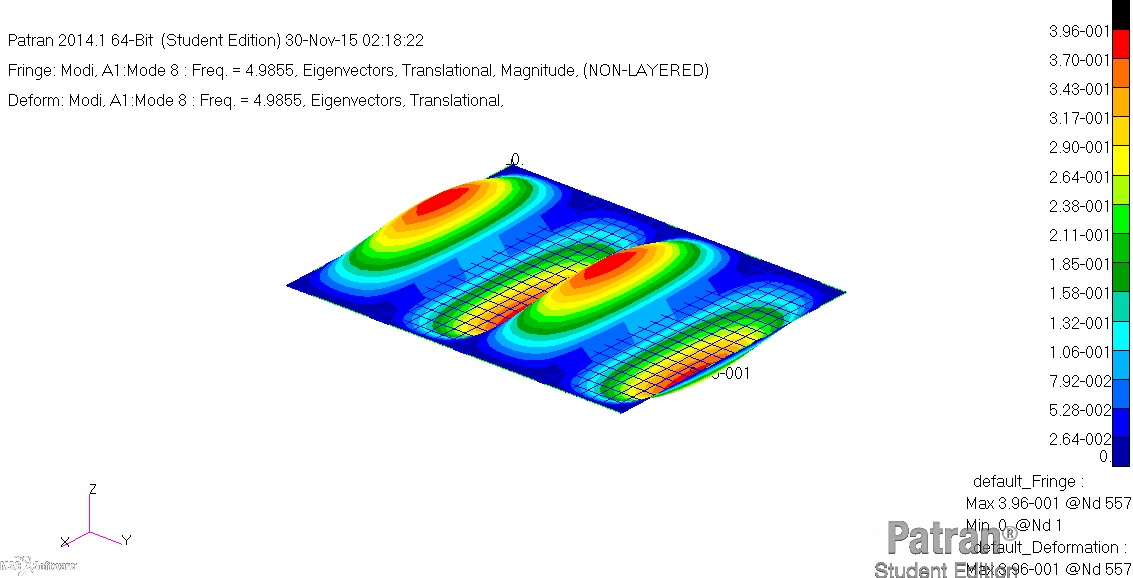 Patran 2014.1 64-Bit (Student Edition) 30-Nov-15 02:18:22
Fringe: Modi, A1:Mode 8 : Freq. = 4.9855, Eigenvectors, Translational, Magnitude, (NON-LAYERED)
Deform: Modi, A1:Mode 8 : Freq. = 4.9855, Eigenvectors, Translational,
3.96-001
3.70-001
3.43-001
3.17-001
2.90-001
2.64-001
2.38-001
2.11-001
1.85-001
1.58-001
1.32-001
1.06-001
7.92-002
5.28-002
2.64-002
0.
0.
-001
Z
X
Y
default_Fringe :
Max 3.96-001 @Nd 557
Min 0. @Nd 1
default_Deformation :
Max 3.96-001 @Nd 557
Patran®
Student Edition
Software